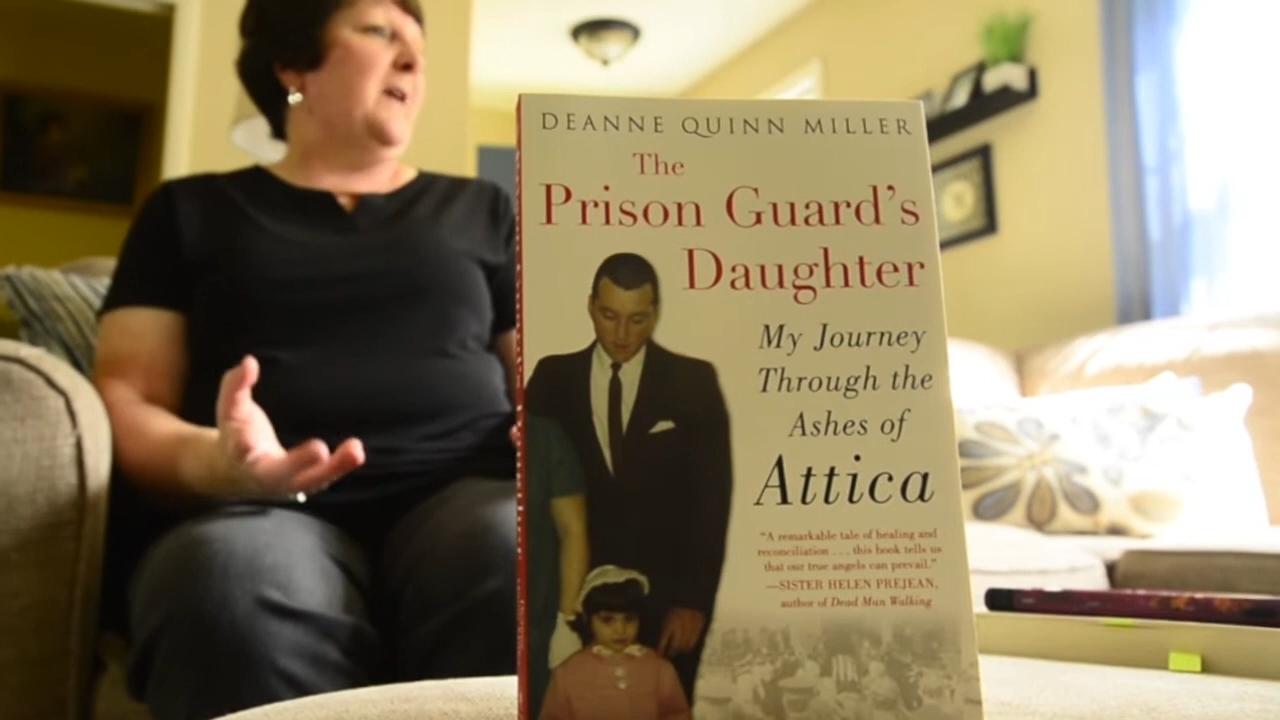 DEANNE QUINN MILLER
The
Prison Guard's
Daughter
My Journey
Through the
Ashes of
Attica
"A remarkable tale of healing and
reconciliation . . . this book tells us
that our true angels can prevail."
—SISTER HELEN PREJEAN,
author of Dead Man Walking